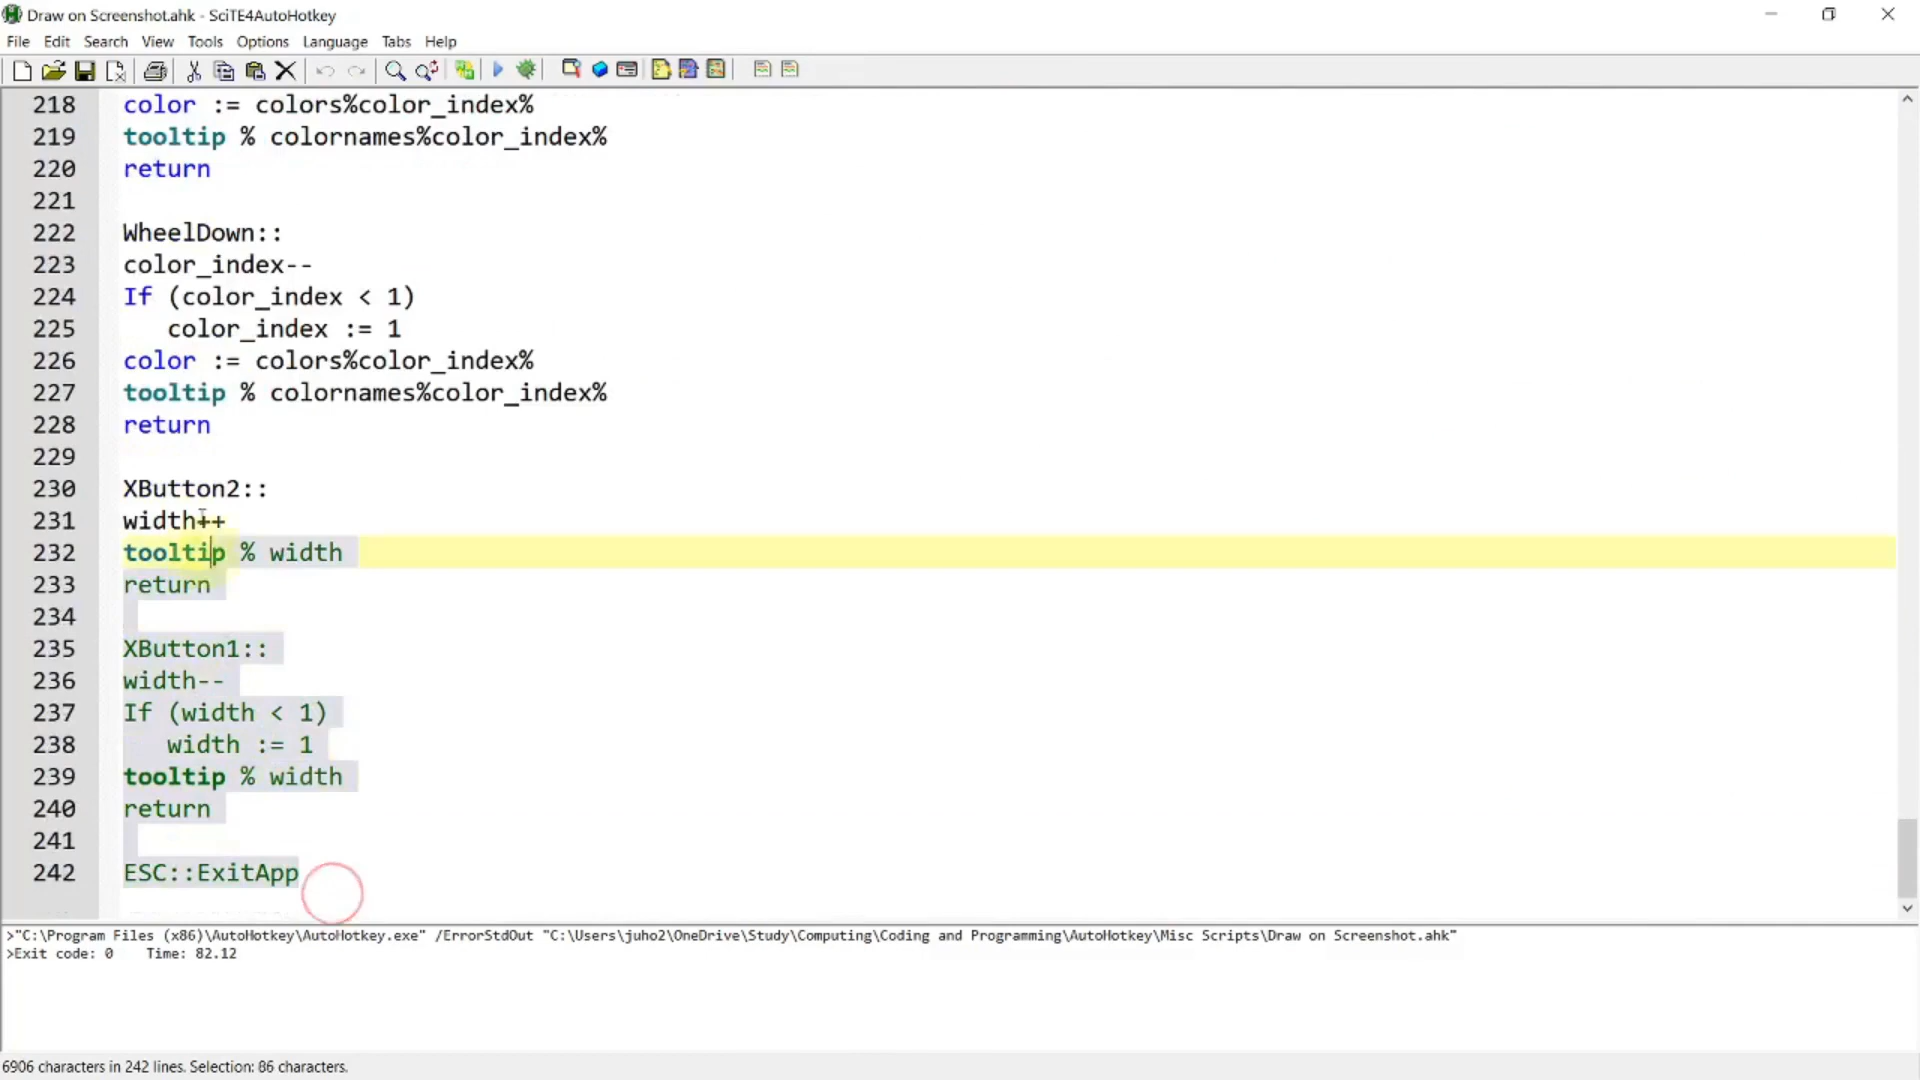 Draw on Screenshot.ahk - SciTE4AutoHotkey
File Edit Search View Tools Options Language Tabs Help
218 color := colors%color_index%
219 tooltip % colornames%color_index%
220 return
221
222 WheelDown::
223 color_index--
224 If (color_index < 1)
225    color_index := 1
226 color := colors%color_index%
227 tooltip % colornames%color_index%
228 return
229
230 XButton2::
231 width++
232 tooltip % width
233 return
234
235 XButton1::
236 width--
237 If (width < 1)
238    width := 1
239 tooltip % width
240 return
241
242 ESC::ExitApp
>"C:\Program Files (x86)\AutoHotkey\AutoHotkey.exe" /ErrorStdOut "C:\Users\juho2\OneDrive\Study\Computing\Coding and Programming\AutoHotkey\Misc Scripts\Draw on Screenshot.ahk"
>Exit code: 0    Time: 82.12
6906 characters in 242 lines. Selection: 86 characters.